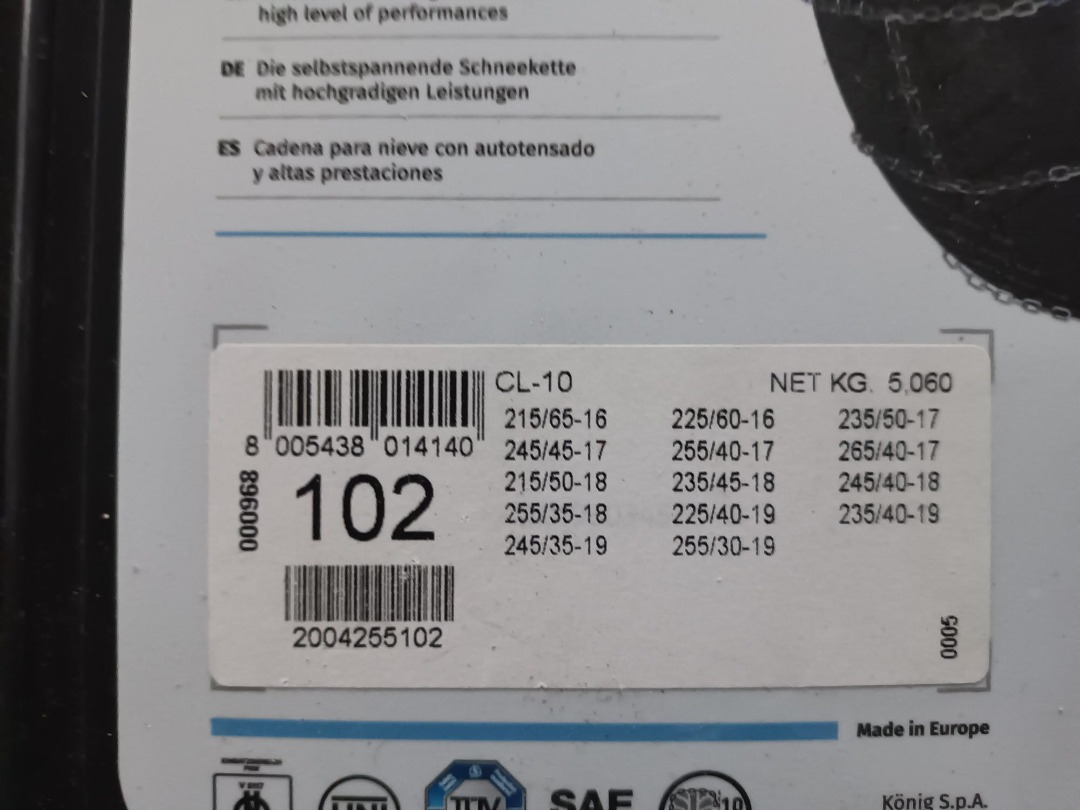 high level of performances
DE Die selbstspannende Schneekette
mit hochgradigen Leistungen
ES Cadena para nieve con autotensado
y altas prestaciones
CL-10 NET KG. 5,060
215/65-16 225/60-16 235/50-17
245/45-17 255/40-17 265/40-17
215/50-18 235/45-18 245/40-18
255/35-18 225/40-19 235/40-19
245/35-19 255/30-19
8 005438 014140
000968
102
2004255102
0005
Made in Europe
V 5117
UNI
TÜV
SAE
10
König S.p.A.